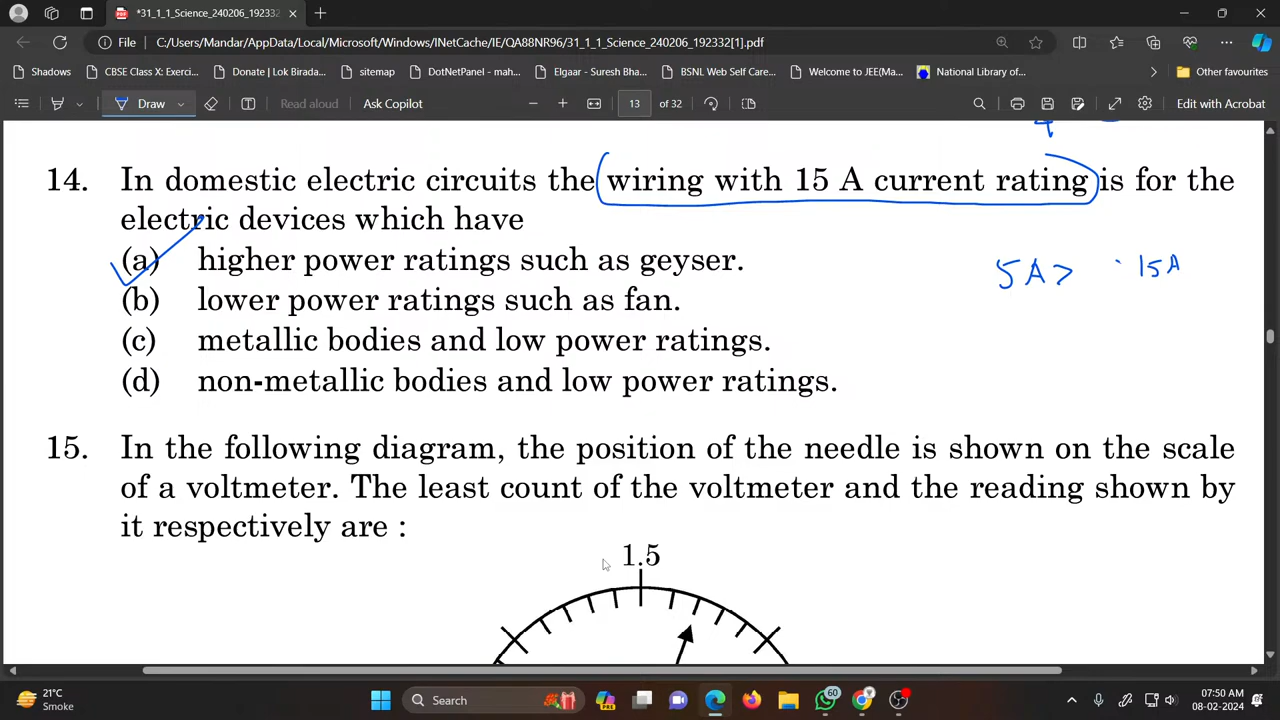 *31_1_1_Science_240206_192332
File
C:/Users/Mandar/AppData/Local/Microsoft/Windows/INetCache/IE/QA88NR96/31_1_1_Science_240206_192332[1].pdf
Shadows
CBSE Class X: Exerci...
Donate | Lok Birada...
sitemap
DotNetPanel - mah...
Elgaar - Suresh Bha...
BSNL Web Self Care...
Welcome to JEE(Ma...
National Library of...
Other favourites
Draw
Read aloud
Ask Copilot
13 of 32
Edit with Acrobat
14. In domestic electric circuits the wiring with 15 A current rating is for the
electric devices which have
(a) higher power ratings such as geyser.
5A> 15A
(b) lower power ratings such as fan.
(c) metallic bodies and low power ratings.
(d) non-metallic bodies and low power ratings.
15. In the following diagram, the position of the needle is shown on the scale
of a voltmeter. The least count of the voltmeter and the reading shown by
it respectively are :
1.5
21°C
Smoke
Search
60
07:50 AM
08-02-2024